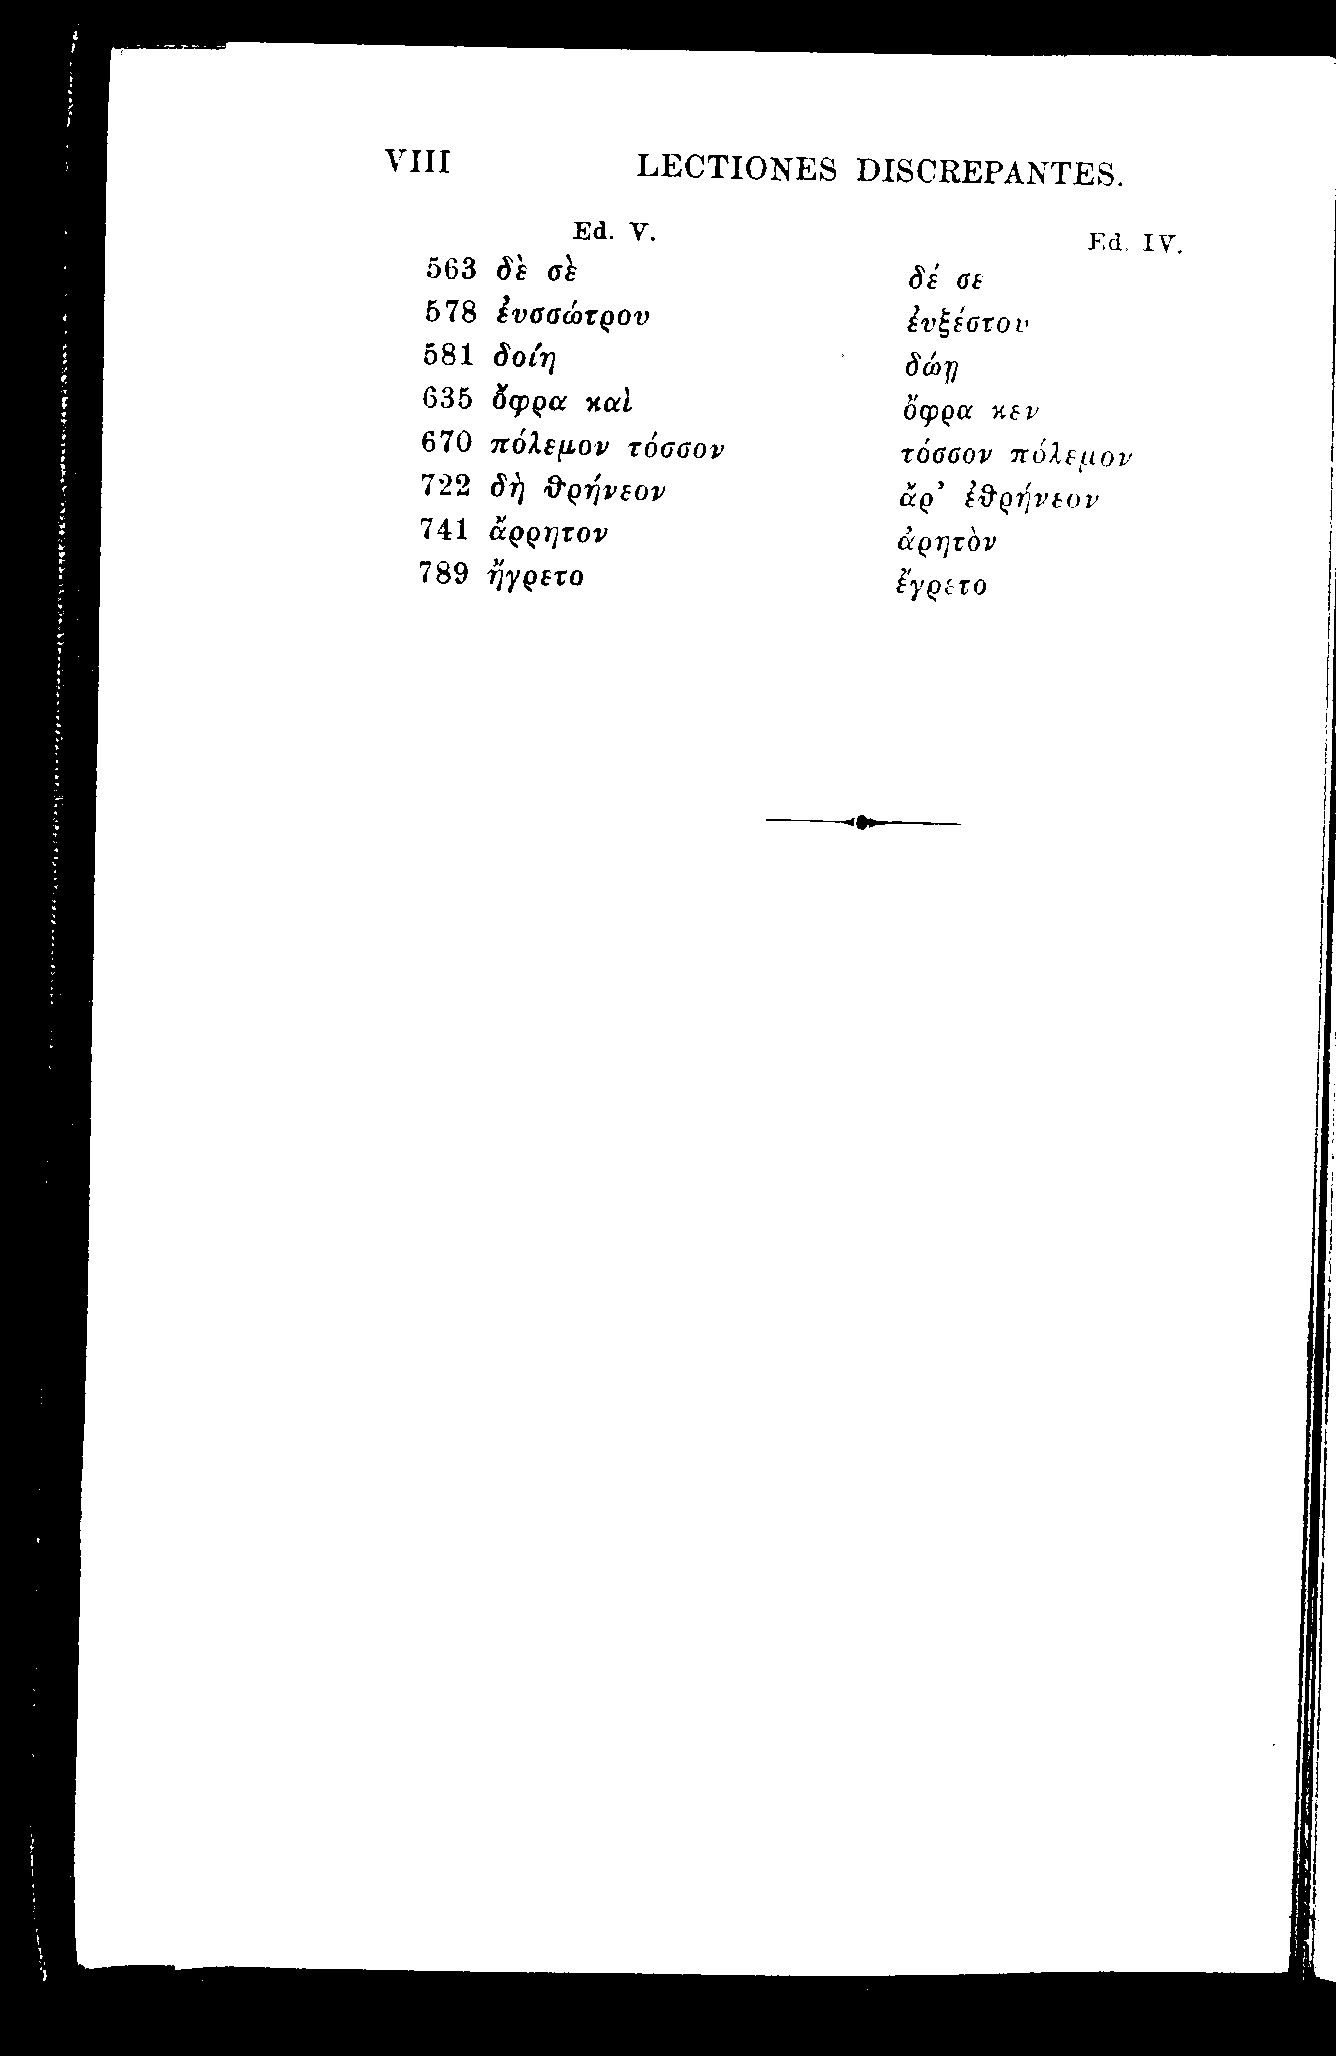 VIII LECTIONES DISCREPANTES.
Ed. V. Ed. IV.
563 δὲ σὲ δέ σε
578 ἐυσσώτρου ἐυξέστου
581 δοίη δώῃ
635 ὄφρα καὶ ὄφρα κεν
670 πόλεμον τόσσον τόσσον πόλεμον
722 δὴ θρήνεον ἄρ’ ἐθρήνεον
741 ἄρρητον ἀρητὸν
789 ἤγρετο ἔγρετο